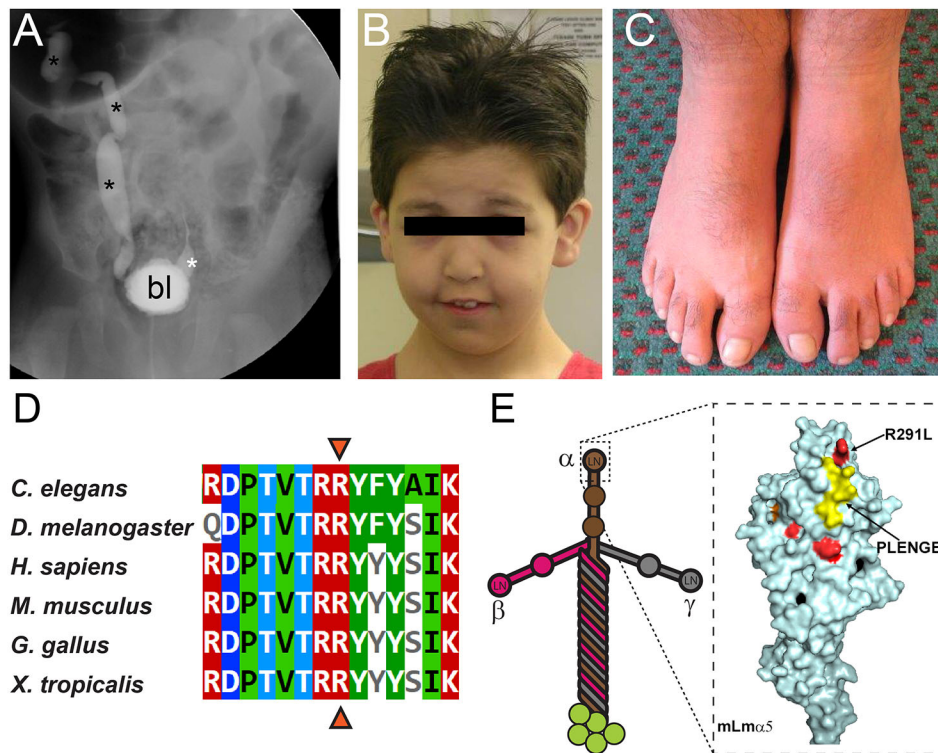 A
B
C
*
*
*
*
bl
D
C. elegans RDPTVTRRYFYAIK
D. melanogaster QDPTVTRRYFYSIK
H. sapiens RDPTVTRRYYYSIK
M. musculus RDPTVTRRYYYSIK
G. gallus RDPTVTRRYYYSIK
X. tropicalis RDPTVTRRYYYSIK
E
α
LN
LN
β
LN
γ
R291L
PLENGE
mLmα5